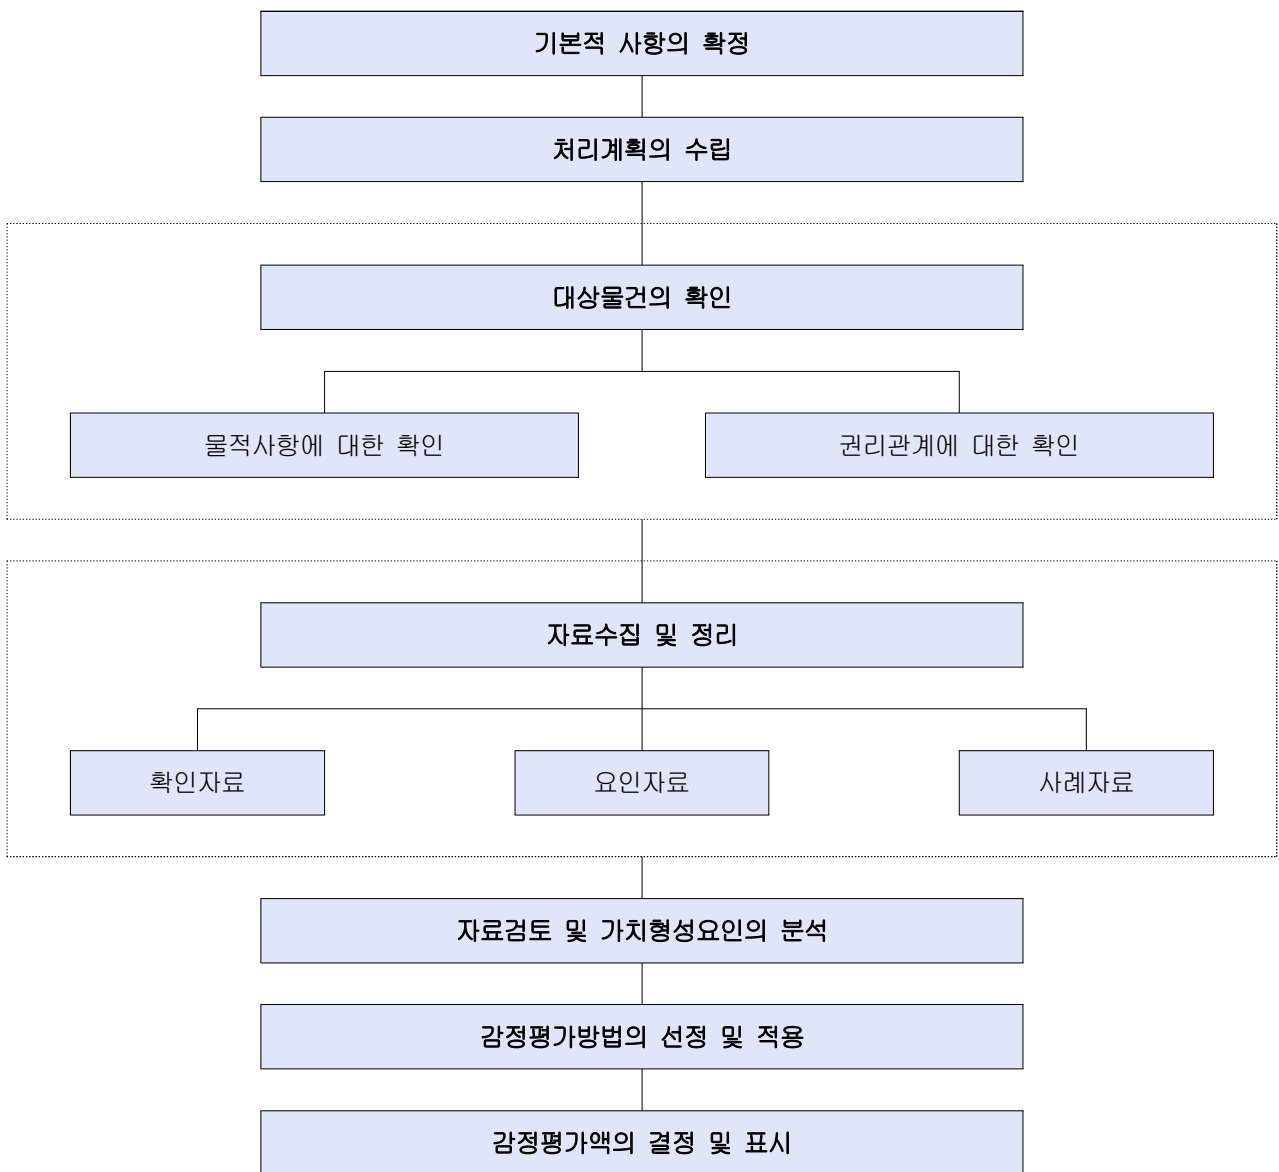 기본적 사항의 확정
처리계획의 수립
대상물건의 확인
물적사항에 대한 확인
권리관계에 대한 확인
자료수집 및 정리
확인자료
요인자료
사례자료
자료검토 및 가치형성요인의 분석
감정평가방법의 선정 및 적용
감정평가액의 결정 및 표시